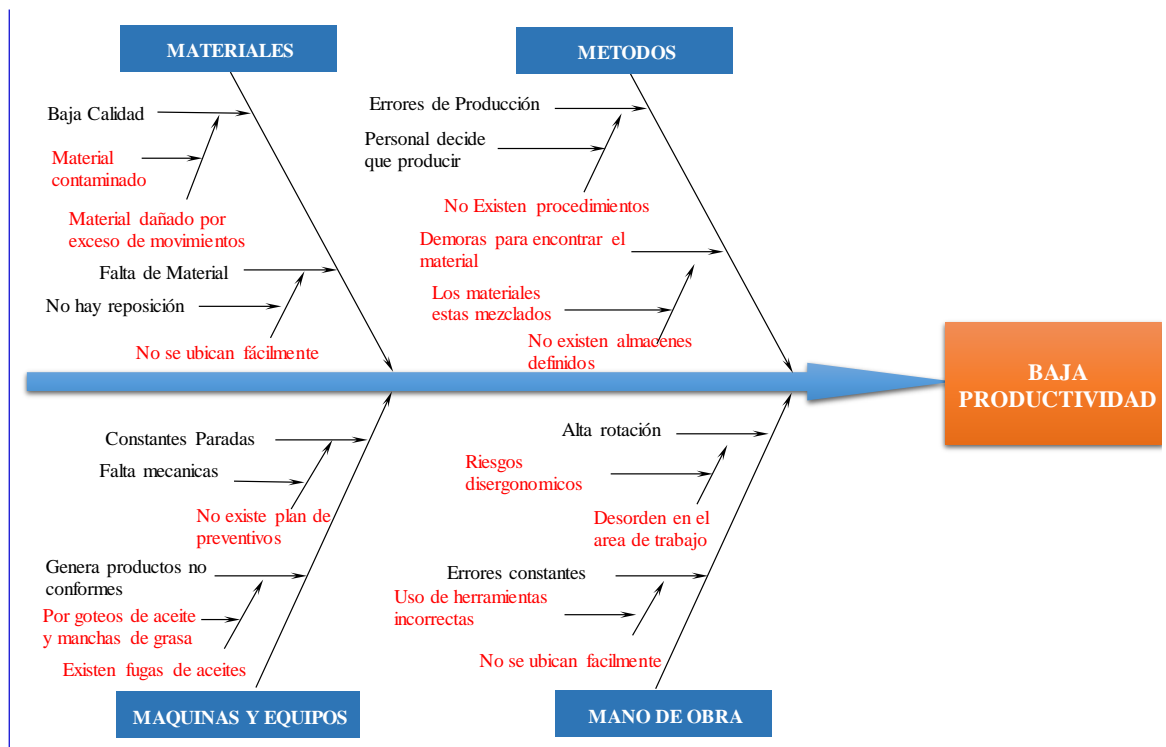 MATERIALES
METODOS
Baja Calidad
Material
contaminado
Material dañado por
exceso de movimientos
Falta de Material
No hay reposición
No se ubican fácilmente
Errores de Producción
Personal decide
que producir
No Existen procedimientos
Demoras para encontrar el
material
Los materiales
estas mezclados
No existen almacenes
definidos
BAJA
PRODUCTIVIDAD
Constantes Paradas
Falta mecanicas
No existe plan de
preventivos
Genera productos no
conformes
Por goteos de aceite
y manchas de grasa
Existen fugas de aceites
Alta rotación
Riesgos
disergonomicos
Desorden en el
area de trabajo
Errores constantes
Uso de herramientas
incorrectas
No se ubican facilmente
MAQUINAS Y EQUIPOS
MANO DE OBRA